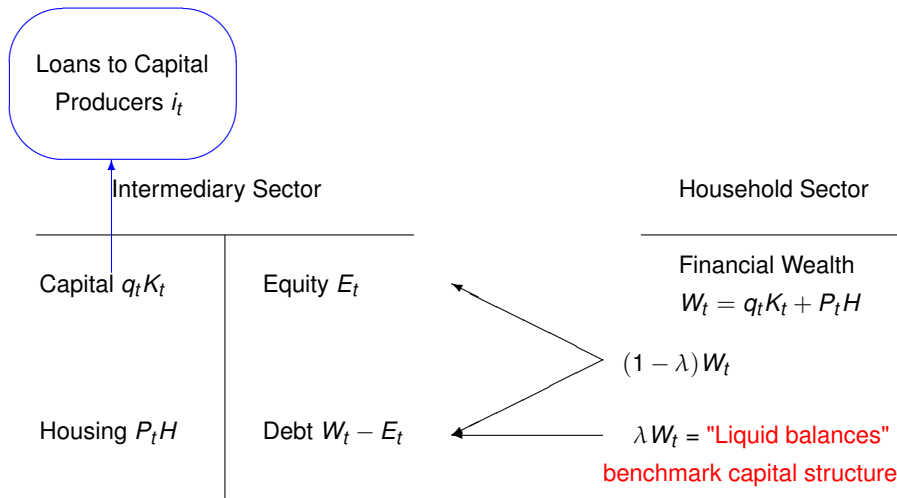 Loans to Capital
Producers i_t
Intermediary Sector
Household Sector
Capital q_tK_t
Equity E_t
Financial Wealth
W_t = q_tK_t + P_tH
(1 − λ)W_t
Housing P_tH
Debt W_t − E_t
λW_t = "Liquid balances"
benchmark capital structure